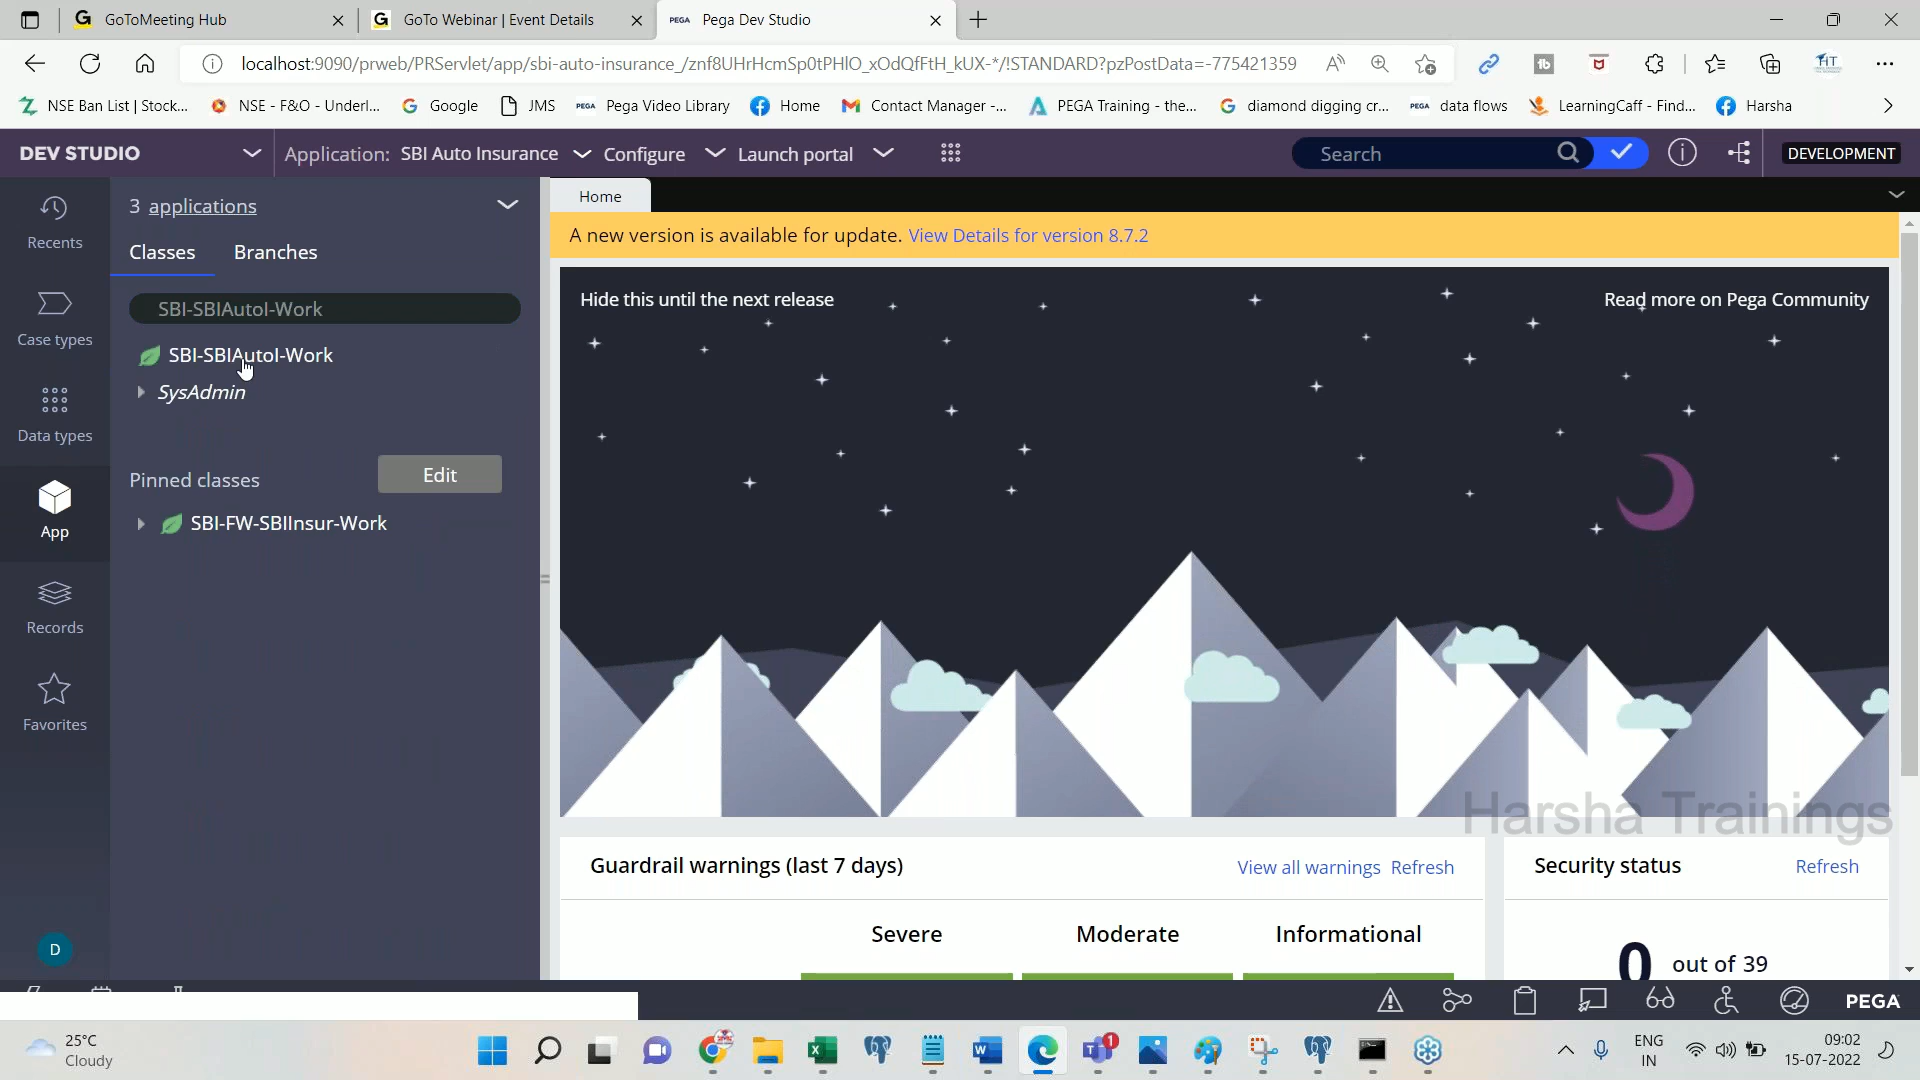 G GoToMeeting Hub
G GoTo Webinar | Event Details
PEGA Pega Dev Studio
localhost:9090/prweb/PRServlet/app/sbi-auto-insurance_/znf8UHrHcmSp0tPHlO_xOdQfFtH_kUX-*/!STANDARD?pzPostData=-775421359
NSE Ban List | Stock...
NSE - F&O - Underl...
Google
JMS
PEGA Pega Video Library
Home
Contact Manager -...
PEGA Training - the...
diamond digging cr...
PEGA data flows
LearningCaff - Find...
Harsha
DEV STUDIO
Application: SBI Auto Insurance
Configure
Launch portal
Search
DEVELOPMENT
Recents
Case types
Data types
App
Records
Favorites
D
3 applications
Classes
Branches
SBI-SBIAutoI-Work
SBI-SBIAutoI-Work
SysAdmin
Pinned classes
Edit
SBI-FW-SBIInsur-Work
Home
A new version is available for update. View Details for version 8.7.2
Hide this until the next release
Read more on Pega Community
Harsha Trainings
Guardrail warnings (last 7 days)
View all warnings Refresh
Severe
Moderate
Informational
Security status
Refresh
0 out of 39
PEGA
25°C
Cloudy
1
ENG
IN
09:02
15-07-2022